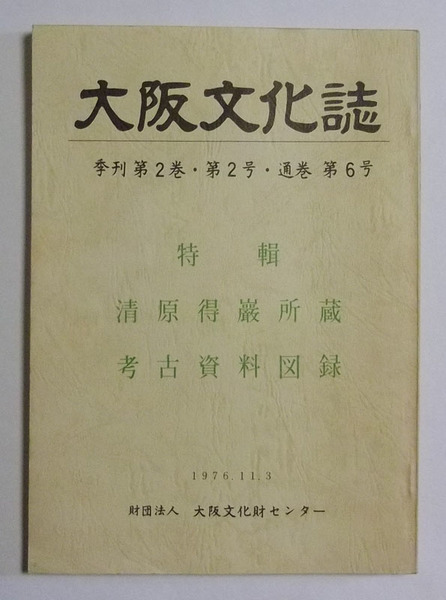 大阪文化誌
季刊 第2巻・第2号・通巻 第6号
特輯
清原得巖所蔵
考古資料図録
1976.11.3
財団法人 大阪文化財センター